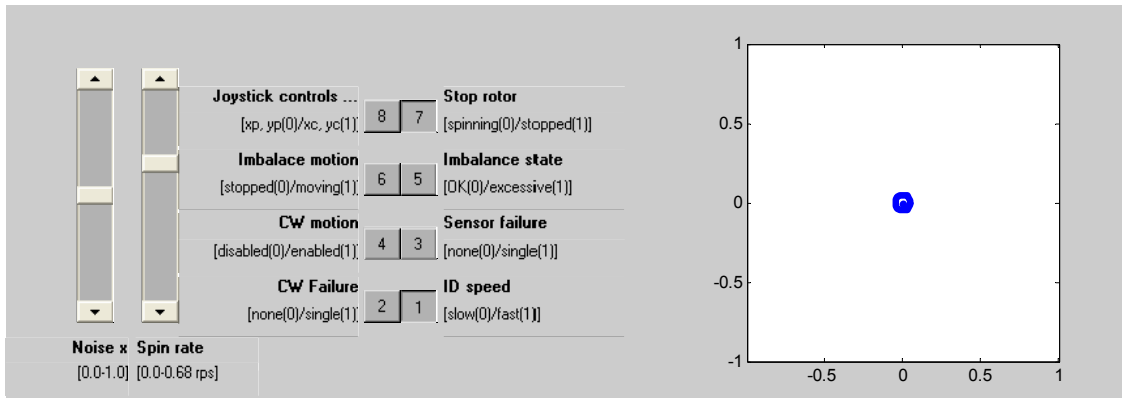 Joystick controls ...
[xp, yp(0)/xc, yc(1)]
8
7
Stop rotor
[spinning(0)/stopped(1)]
Imbalace motion
[stopped(0)/moving(1)]
6
5
Imbalance state
[OK(0)/excessive(1)]
CW motion
[disabled(0)/enabled(1)]
4
3
Sensor failure
[none(0)/single(1)]
CW Failure
[none(0)/single(1)]
2
1
ID speed
[slow(0)/fast(1)]
Noise x
[0.0-1.0]
Spin rate
[0.0-0.68 rps]
1
0.5
0
-0.5
-1
-0.5
0
0.5
1